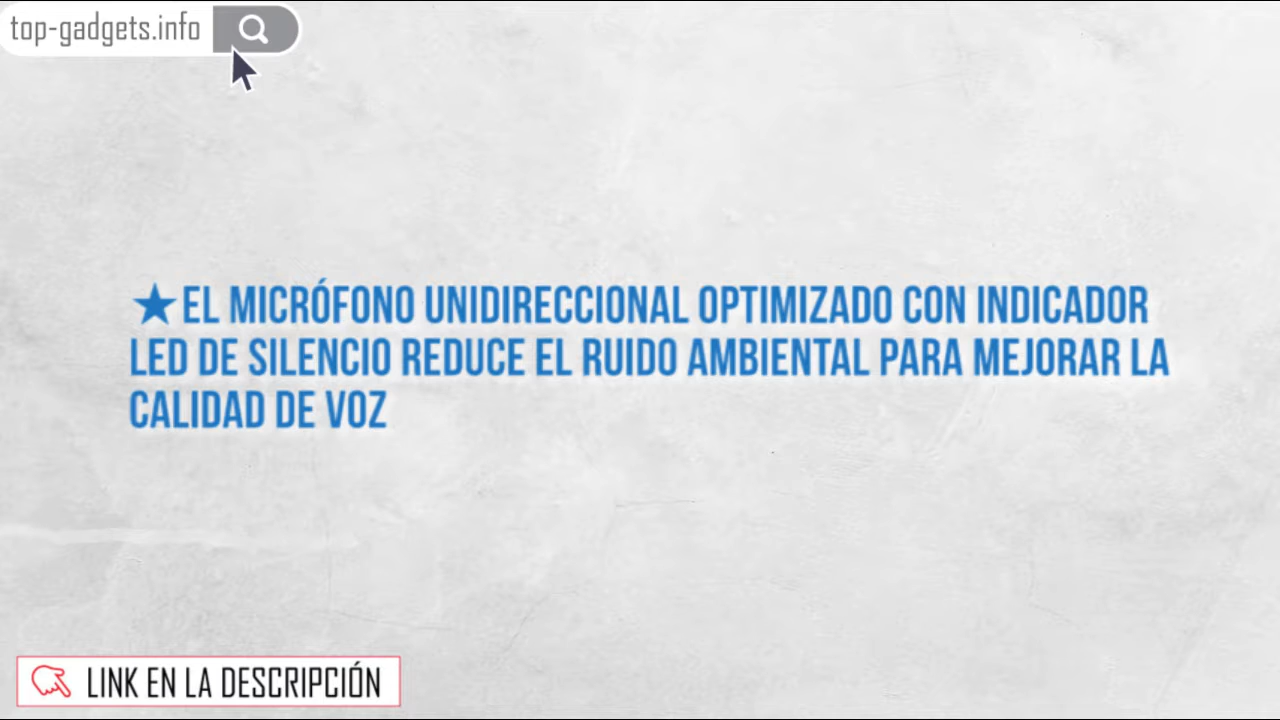 top-gadgets.info
★EL MICRÓFONO UNIDIRECCIONAL OPTIMIZADO CON INDICADOR
LED DE SILENCIO REDUCE EL RUIDO AMBIENTAL PARA MEJORAR LA
CALIDAD DE VOZ
LINK EN LA DESCRIPCIÓN